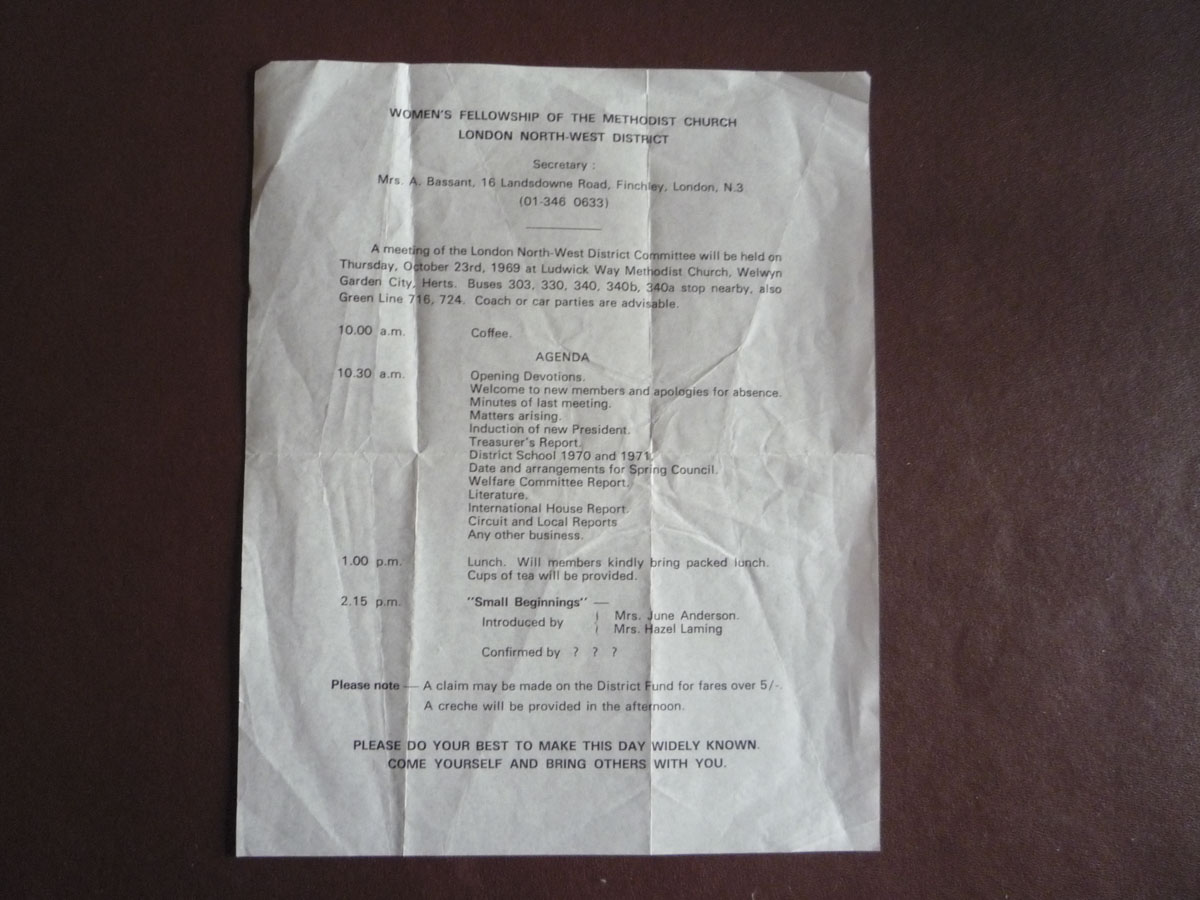 WOMEN'S FELLOWSHIP OF THE METHODIST CHURCH
LONDON NORTH-WEST DISTRICT
Secretary :
Mrs. A. Bassant, 16 Landsdowne Road, Finchley, London, N.3
(01-346 0633)
A meeting of the London North-West District Committee will be held on
Thursday, October 23rd, 1969 at Ludwick Way Methodist Church, Welwyn
Garden City, Herts. Buses 303, 330, 340, 340b, 340a stop nearby, also
Green Line 716, 724. Coach or car parties are advisable.
10.00 a.m. Coffee.
AGENDA
10.30 a.m. Opening Devotions.
Welcome to new members and apologies for absence.
Minutes of last meeting.
Matters arising.
Induction of new President.
Treasurer's Report.
District School 1970 and 1971.
Date and arrangements for Spring Council.
Welfare Committee Report.
Literature.
International House Report.
Circuit and Local Reports
Any other business.
1.00 p.m. Lunch. Will members kindly bring packed lunch.
Cups of tea will be provided.
2.15 p.m. "Small Beginnings" —
Introduced by
Mrs. June Anderson.
Mrs. Hazel Laming
Confirmed by ? ? ?
Please note — A claim may be made on the District Fund for fares over 5/-.
A creche will be provided in the afternoon.
PLEASE DO YOUR BEST TO MAKE THIS DAY WIDELY KNOWN.
COME YOURSELF AND BRING OTHERS WITH YOU.